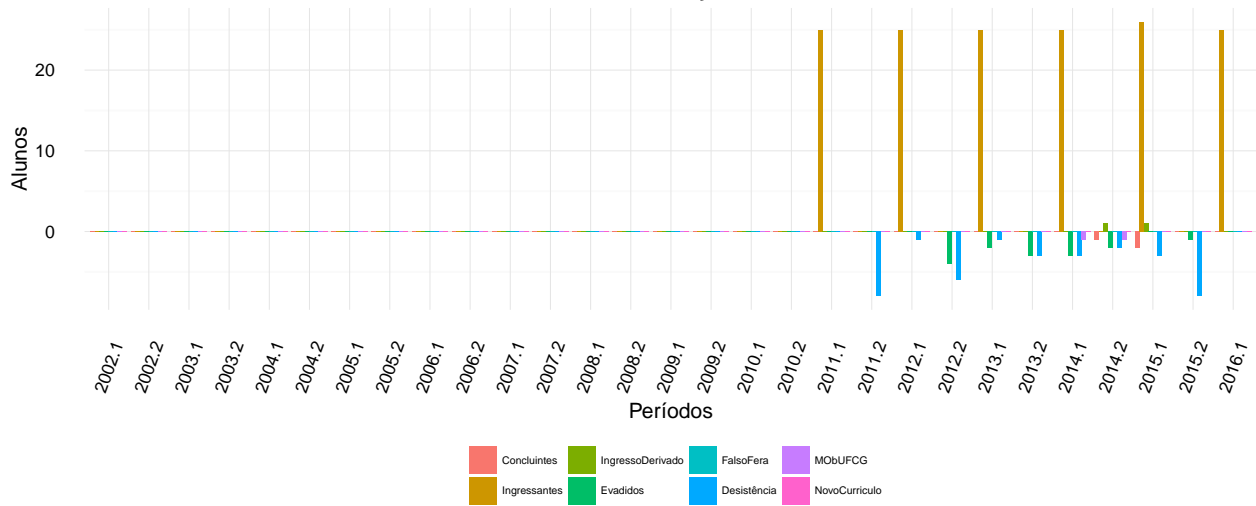 20
10
0
Alunos
2002.1 2002.2 2003.1 2003.2 2004.1 2004.2 2005.1 2005.2 2006.1 2006.2 2007.1 2007.2 2008.1 2008.2 2009.1 2009.2 2010.1 2010.2 2011.1 2011.2 2012.1 2012.2 2013.1 2013.2 2014.1 2014.2 2015.1 2015.2 2016.1
Períodos
Concluintes IngressoDerivado FalsoFera MObUFCG
Ingressantes Evadidos Desistência NovoCurriculo